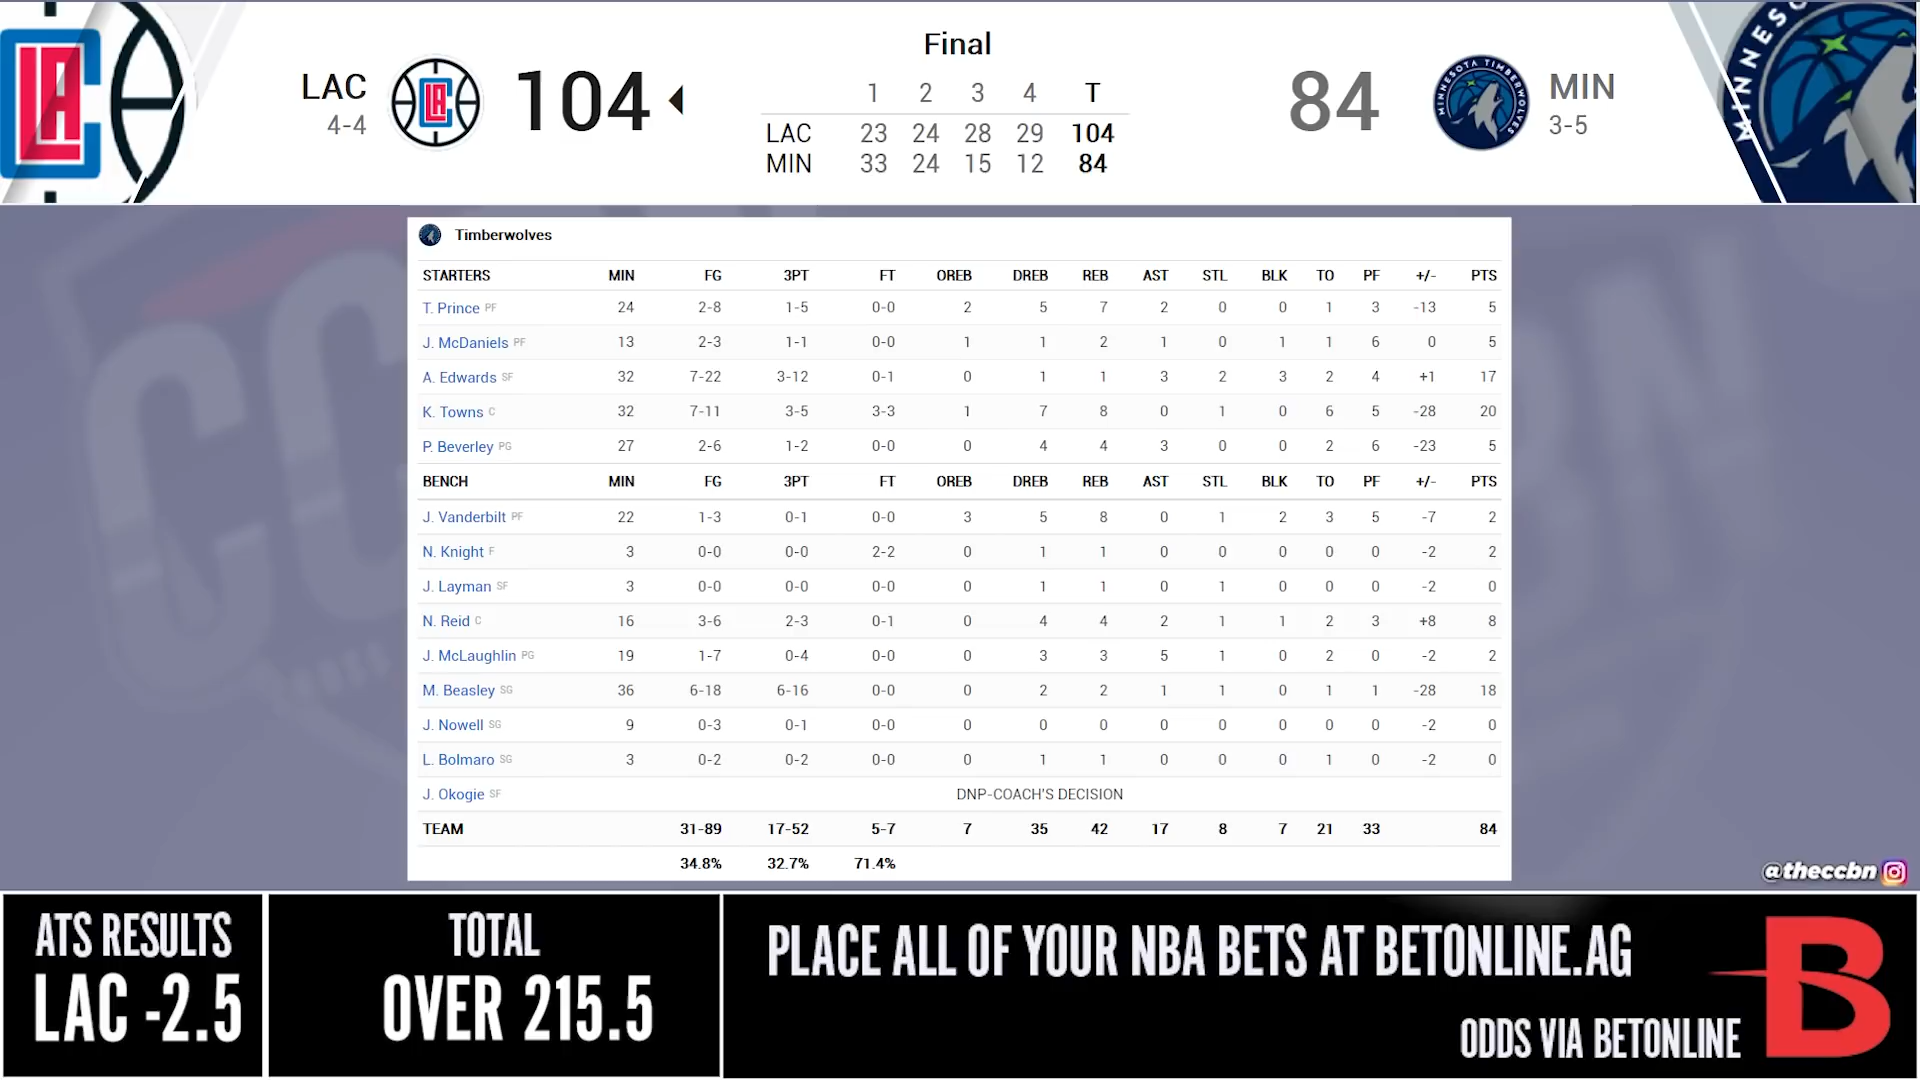 Final
LAC 104 84 MIN
4-4 3-5
1 2 3 4 T
LAC 23 24 28 29 104
MIN 33 24 15 12 84
LA
MINNESOTA TIMBERWOLVES
MINNESO
Timberwolves
STARTERS MIN FG 3PT FT OREB DREB REB AST STL BLK TO PF +/- PTS
T. Prince PF 24 2-8 1-5 0-0 2 5 7 2 0 0 1 3 -13 5
J. McDaniels PF 13 2-3 1-1 0-0 1 1 2 1 0 1 1 6 0 5
A. Edwards SF 32 7-22 3-12 0-1 0 1 1 3 2 3 2 4 +1 17
K. Towns C 32 7-11 3-5 3-3 1 7 8 0 1 0 6 5 -28 20
P. Beverley PG 27 2-6 1-2 0-0 0 4 4 3 0 0 2 6 -23 5
BENCH MIN FG 3PT FT OREB DREB REB AST STL BLK TO PF +/- PTS
J. Vanderbilt PF 22 1-3 0-1 0-0 3 5 8 0 1 2 3 5 -7 2
N. Knight F 3 0-0 0-0 2-2 0 1 1 0 0 0 0 0 -2 2
J. Layman SF 3 0-0 0-0 0-0 0 1 1 0 1 0 0 0 -2 0
N. Reid C 16 3-6 2-3 0-1 0 4 4 2 1 1 2 3 +8 8
J. McLaughlin PG 19 1-7 0-4 0-0 0 3 3 5 1 0 2 0 -2 2
M. Beasley SG 36 6-18 6-16 0-0 0 2 2 1 1 0 1 1 -28 18
J. Nowell SG 9 0-3 0-1 0-0 0 0 0 0 0 0 0 0 -2 0
L. Bolmaro SG 3 0-2 0-2 0-0 0 1 1 0 0 0 1 0 -2 0
J. Okogie SF DNP-COACH'S DECISION
TEAM 31-89 17-52 5-7 7 35 42 17 8 7 21 33 84
34.8% 32.7% 71.4%
@theccbn
ATS RESULTS
LAC -2.5
TOTAL
OVER 215.5
PLACE ALL OF YOUR NBA BETS AT BETONLINE.AG
ODDS VIA BETONLINE
B